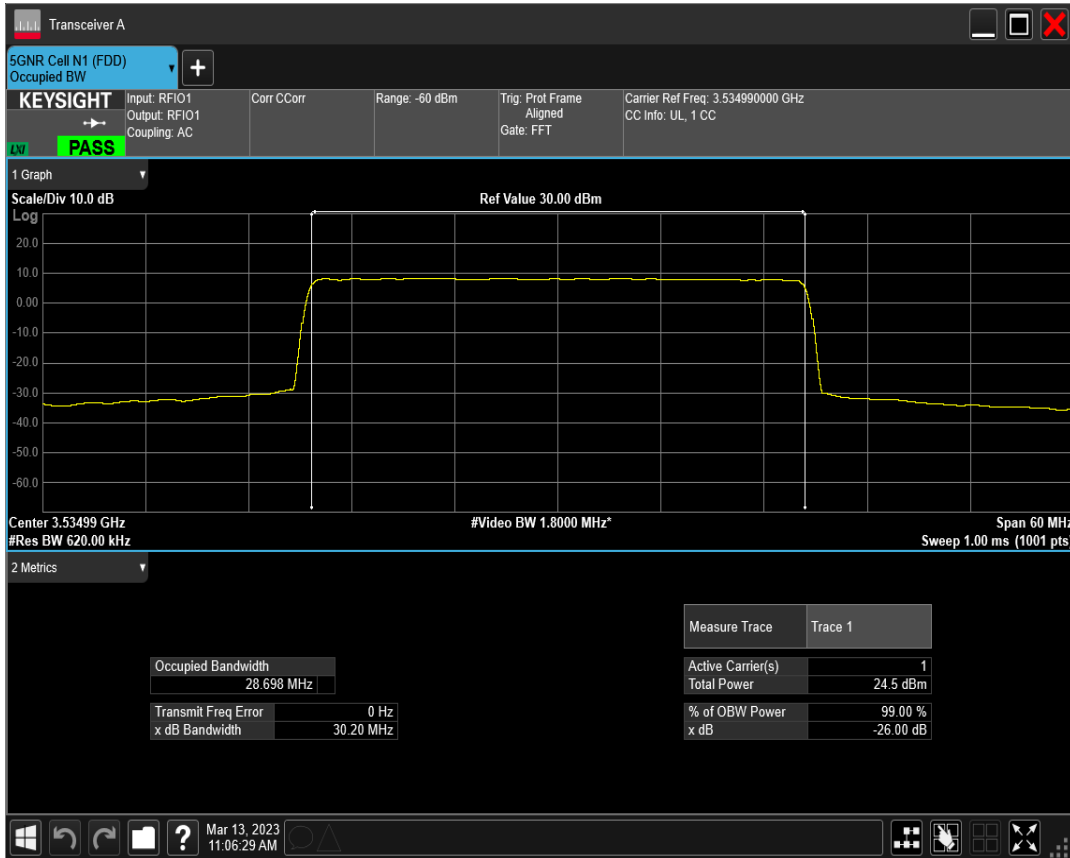 Transceiver A
5GNR Cell N1 (FDD)
Occupied BW
+
KEYSIGHT
LXI
PASS
Input: RFIO1
Output: RFIO1
Coupling: AC
Corr CCorr
Range: -60 dBm
Trig: Prot Frame
Aligned
Gate: FFT
Carrier Ref Freq: 3.534990000 GHz
CC Info: UL, 1 CC
1 Graph
Scale/Div 10.0 dB
Ref Value 30.00 dBm
Log
20.0
10.0
0.00
-10.0
-20.0
-30.0
-40.0
-50.0
-60.0
Center 3.53499 GHz
#Video BW 1.8000 MHz*
Span 60 MHz
#Res BW 620.00 kHz
Sweep 1.00 ms (1001 pts)
2 Metrics
Measure Trace Trace 1
Occupied Bandwidth
28.698 MHz
Active Carrier(s) 1
Total Power 24.5 dBm
Transmit Freq Error 0 Hz
x dB Bandwidth 30.20 MHz
% of OBW Power 99.00 %
x dB -26.00 dB
?
Mar 13, 2023
11:06:29 AM